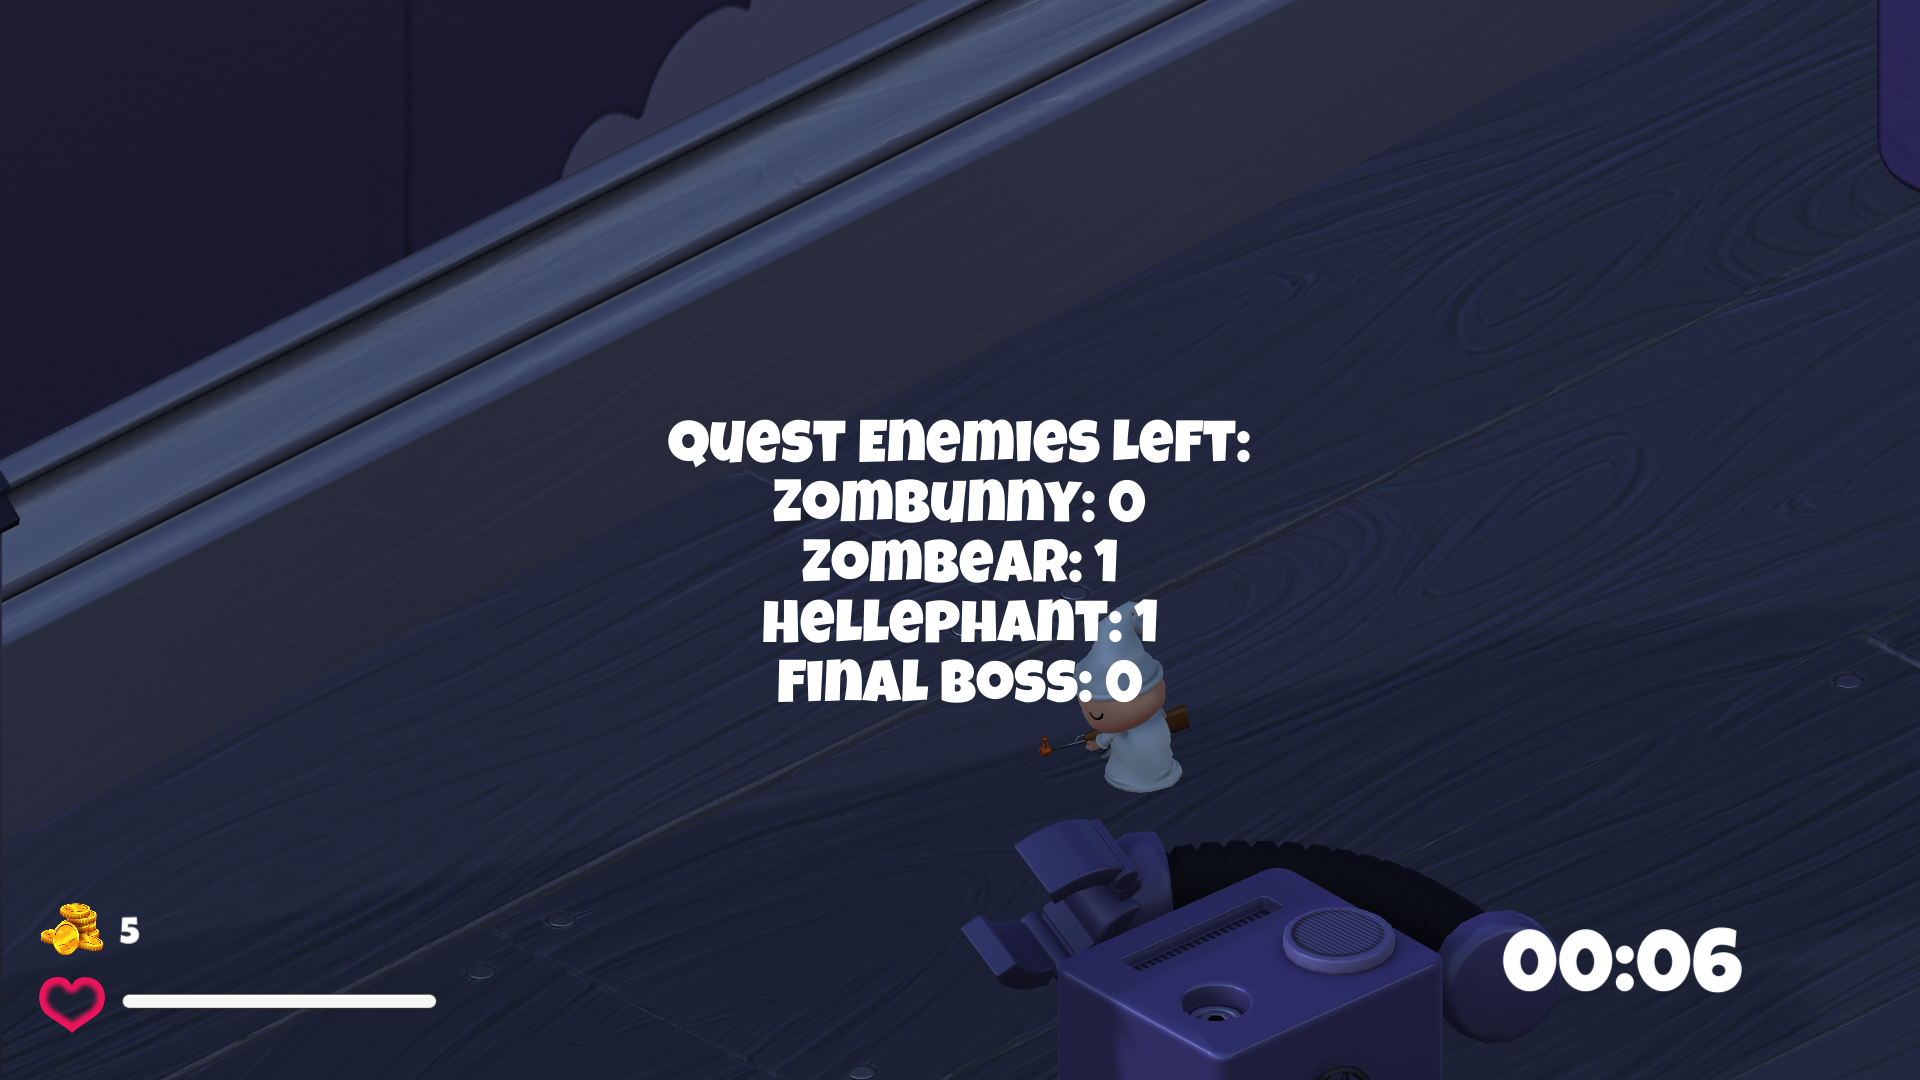 Quest Enemies Left:
Zombunny: 0
Zombear: 1
Hellephant: 1
Final Boss: 0
5
00:06